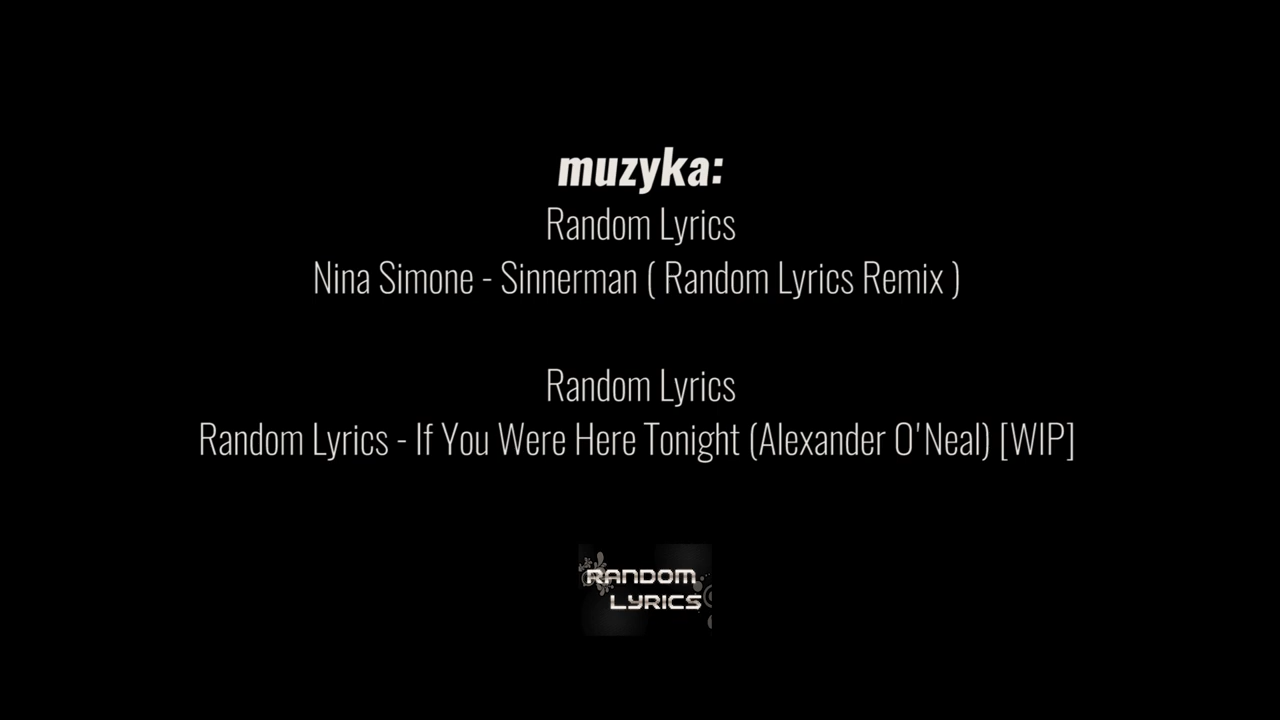 muzyka:
Random Lyrics
Nina Simone - Sinnerman ( Random Lyrics Remix )
Random Lyrics
Random Lyrics - If You Were Here Tonight (Alexander O'Neal) [WIP]
RANDOM
LYRICS